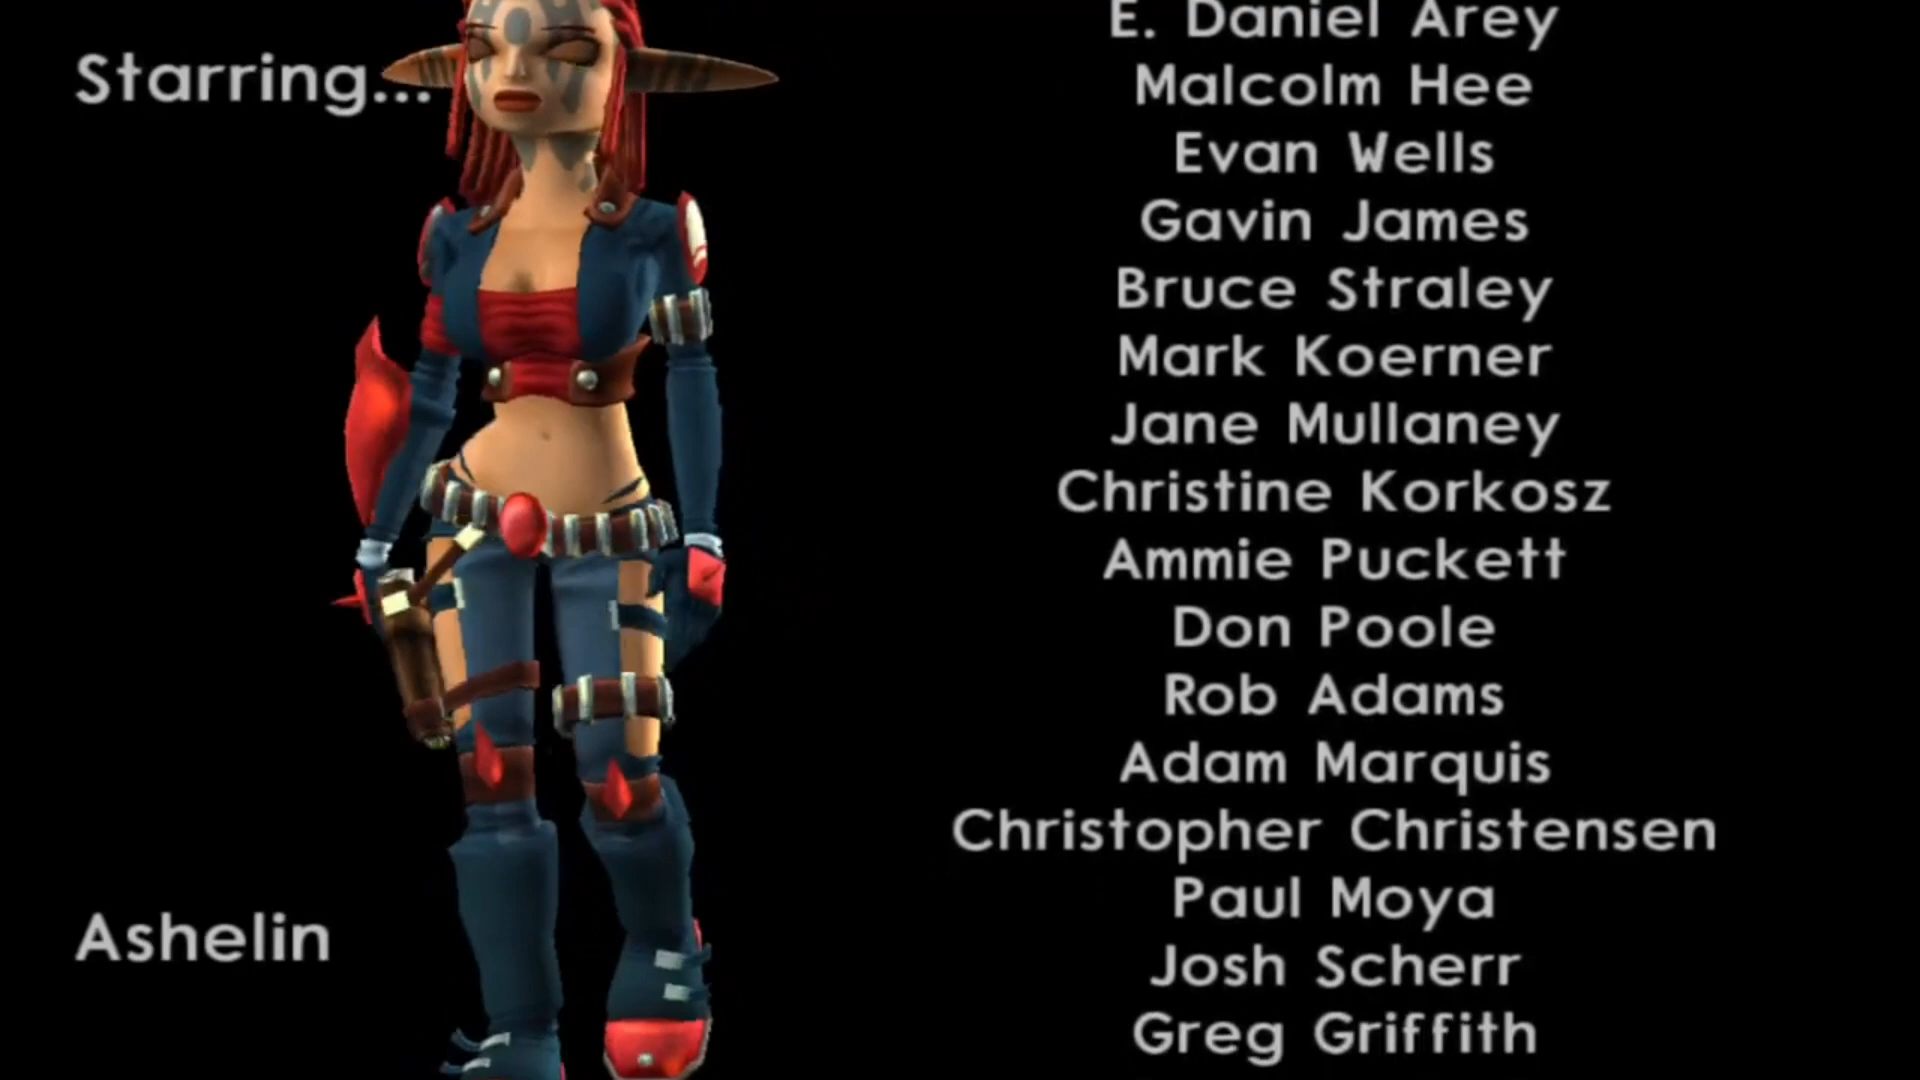 Starring...
Ashelin
E. Daniel Arey
Malcolm Hee
Evan Wells
Gavin James
Bruce Straley
Mark Koerner
Jane Mullaney
Christine Korkosz
Ammie Puckett
Don Poole
Rob Adams
Adam Marquis
Christopher Christensen
Paul Moya
Josh Scherr
Greg Griffith